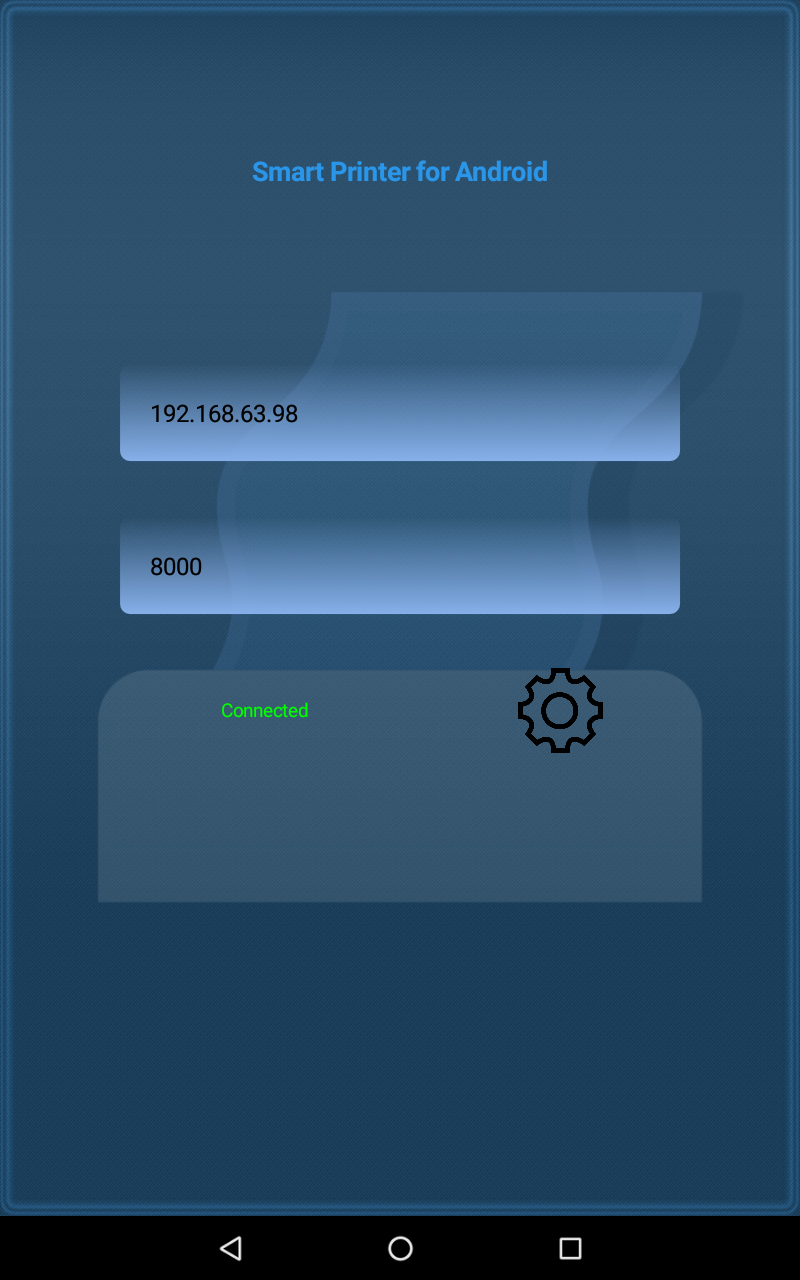 Smart Printer for Android
192.168.63.98
8000
Connected